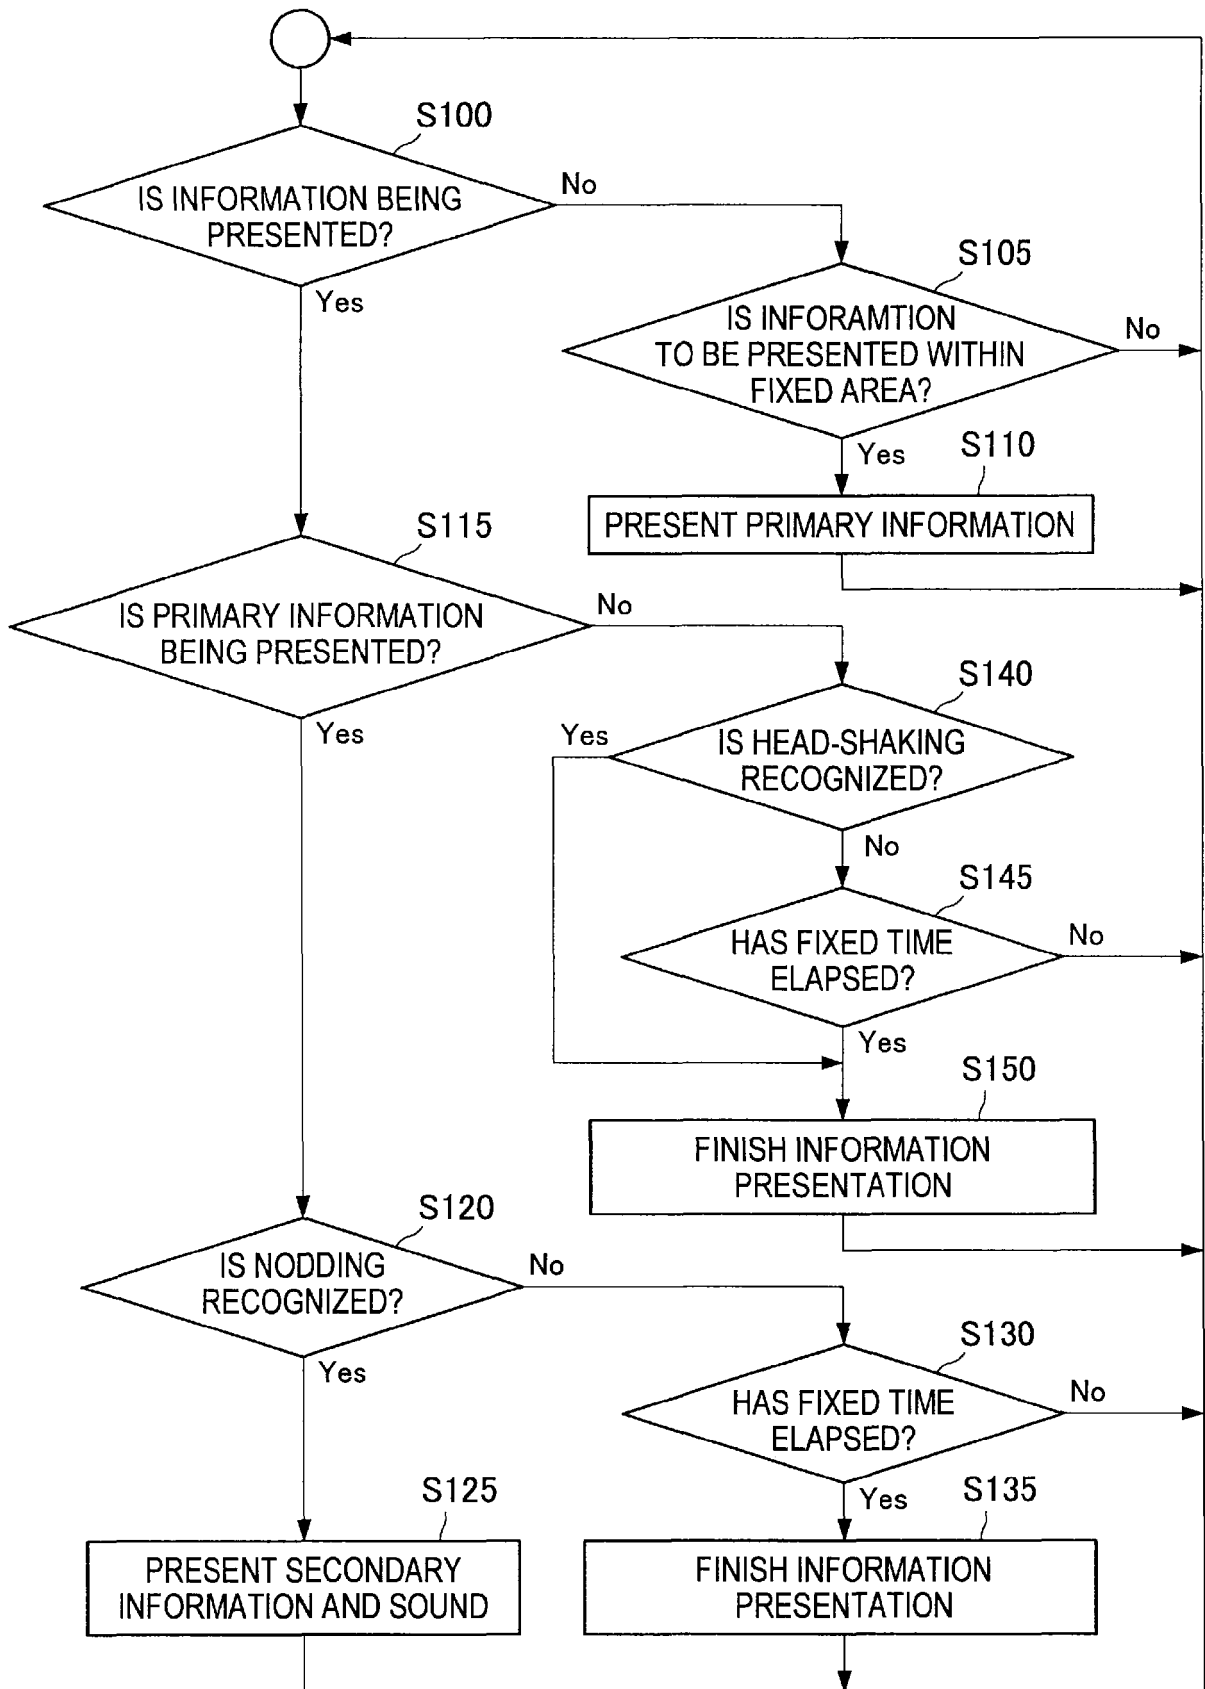 S100
IS INFORMATION BEING
PRESENTED?
No
Yes
S105
IS INFORAMTION
TO BE PRESENTED WITHIN
FIXED AREA?
No
Yes
S110
PRESENT PRIMARY INFORMATION
S115
IS PRIMARY INFORMATION
BEING PRESENTED?
No
Yes
S140
IS HEAD-SHAKING
RECOGNIZED?
Yes
No
S145
HAS FIXED TIME
ELAPSED?
No
Yes
S150
FINISH INFORMATION
PRESENTATION
S120
IS NODDING
RECOGNIZED?
No
Yes
S130
HAS FIXED TIME
ELAPSED?
No
Yes
S125
PRESENT SECONDARY
INFORMATION AND SOUND
S135
FINISH INFORMATION
PRESENTATION